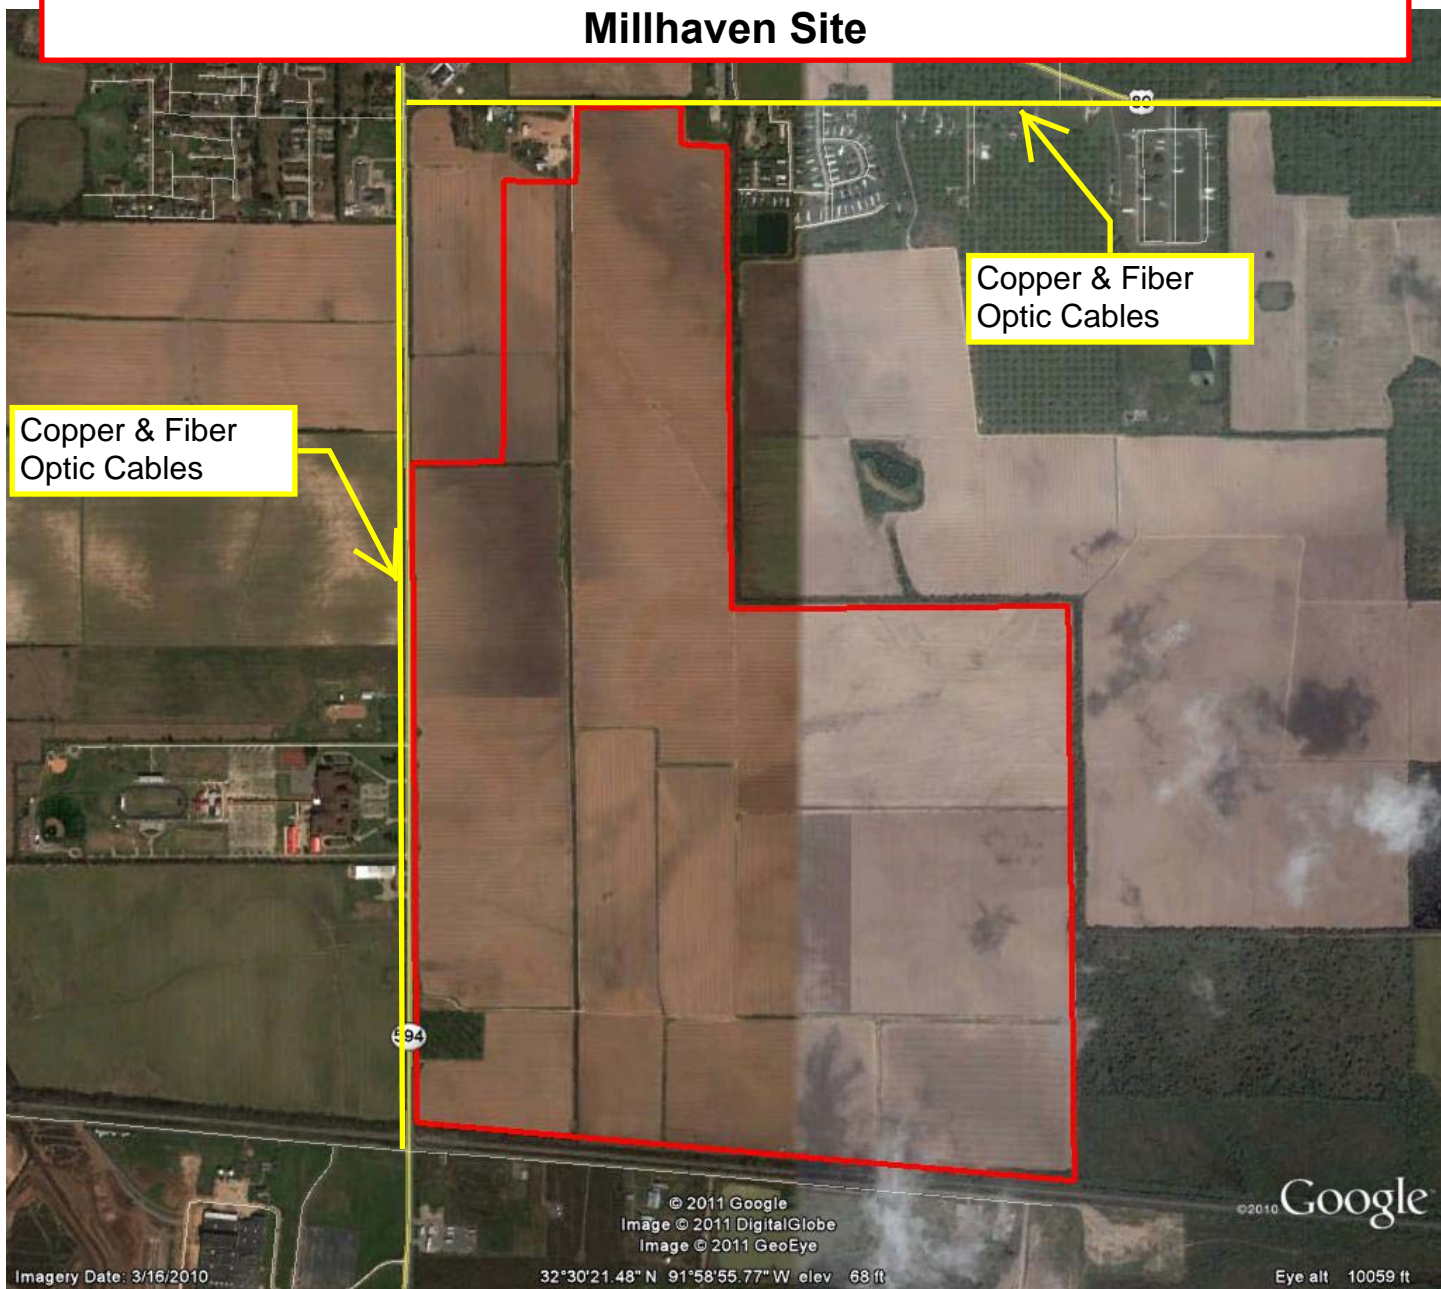 Millhaven Site
80
Copper & Fiber
Optic Cables
Copper & Fiber
Optic Cables
594
© 2011 Google
Image © 2011 DigitalGlobe
Image © 2011 GeoEye
©2010 Google
Imagery Date: 3/16/2010
32°30'21.48" N 91°58'55.77" W elev 68 ft
Eye alt 10059 ft